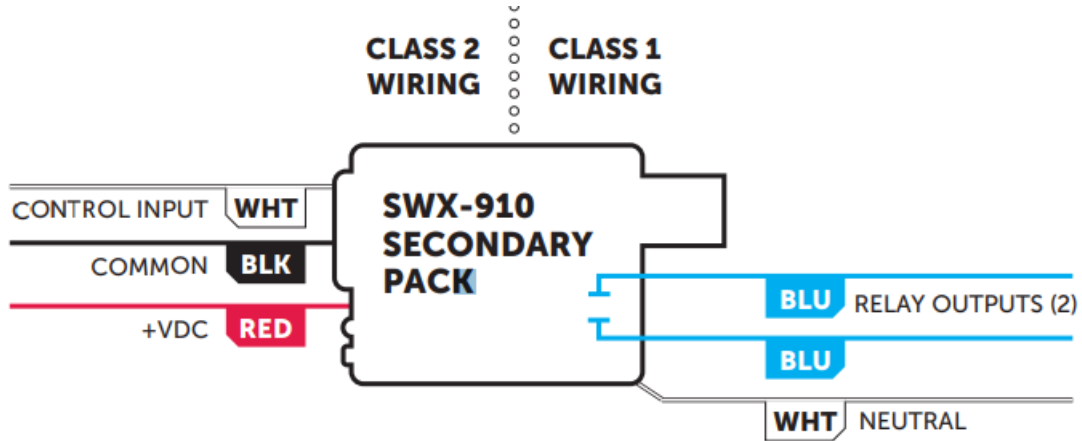 CLASS 2
WIRING
CLASS 1
WIRING
SWX-910
SECONDARY
PACK
CONTROL INPUT WHT
COMMON BLK
+VDC RED
BLU RELAY OUTPUTS (2)
BLU
WHT NEUTRAL